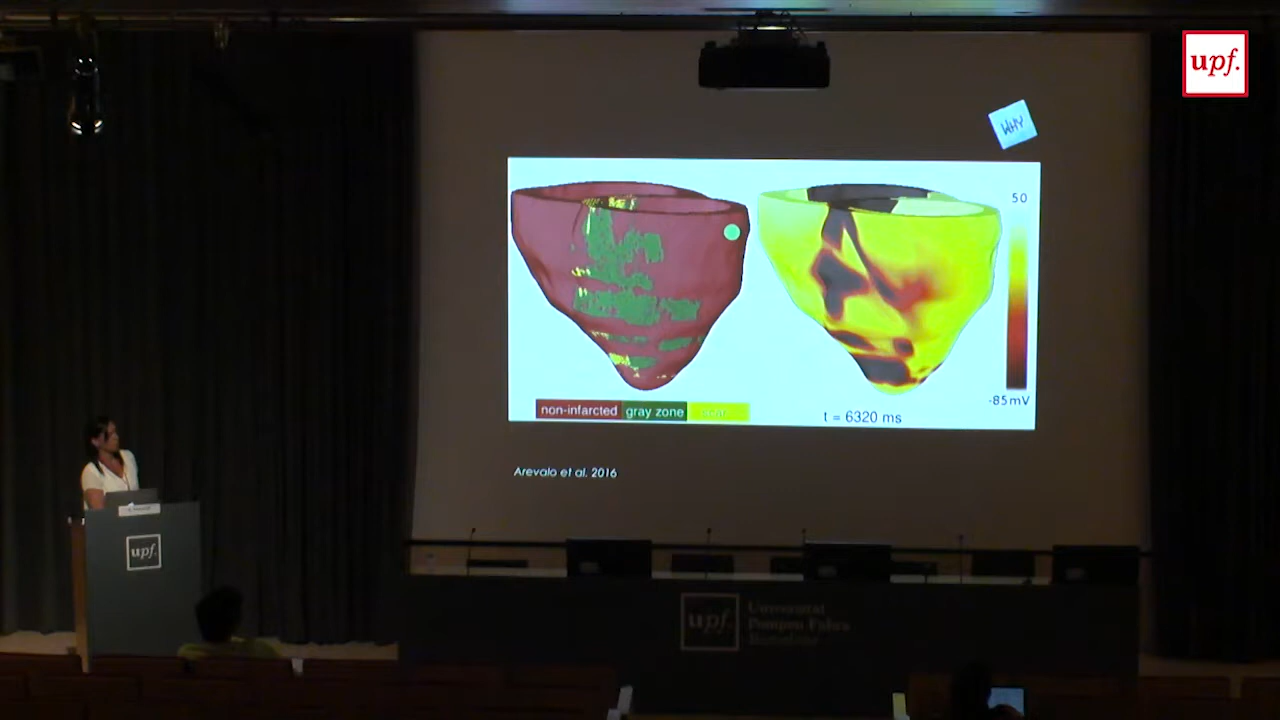 upf.
WHY
50
-85mV
non-infarcted gray zone scar
t = 6320 ms
Arevalo et al. 2016
upf.
upf.
Universitat
Pompeu Fabra
Barcelona